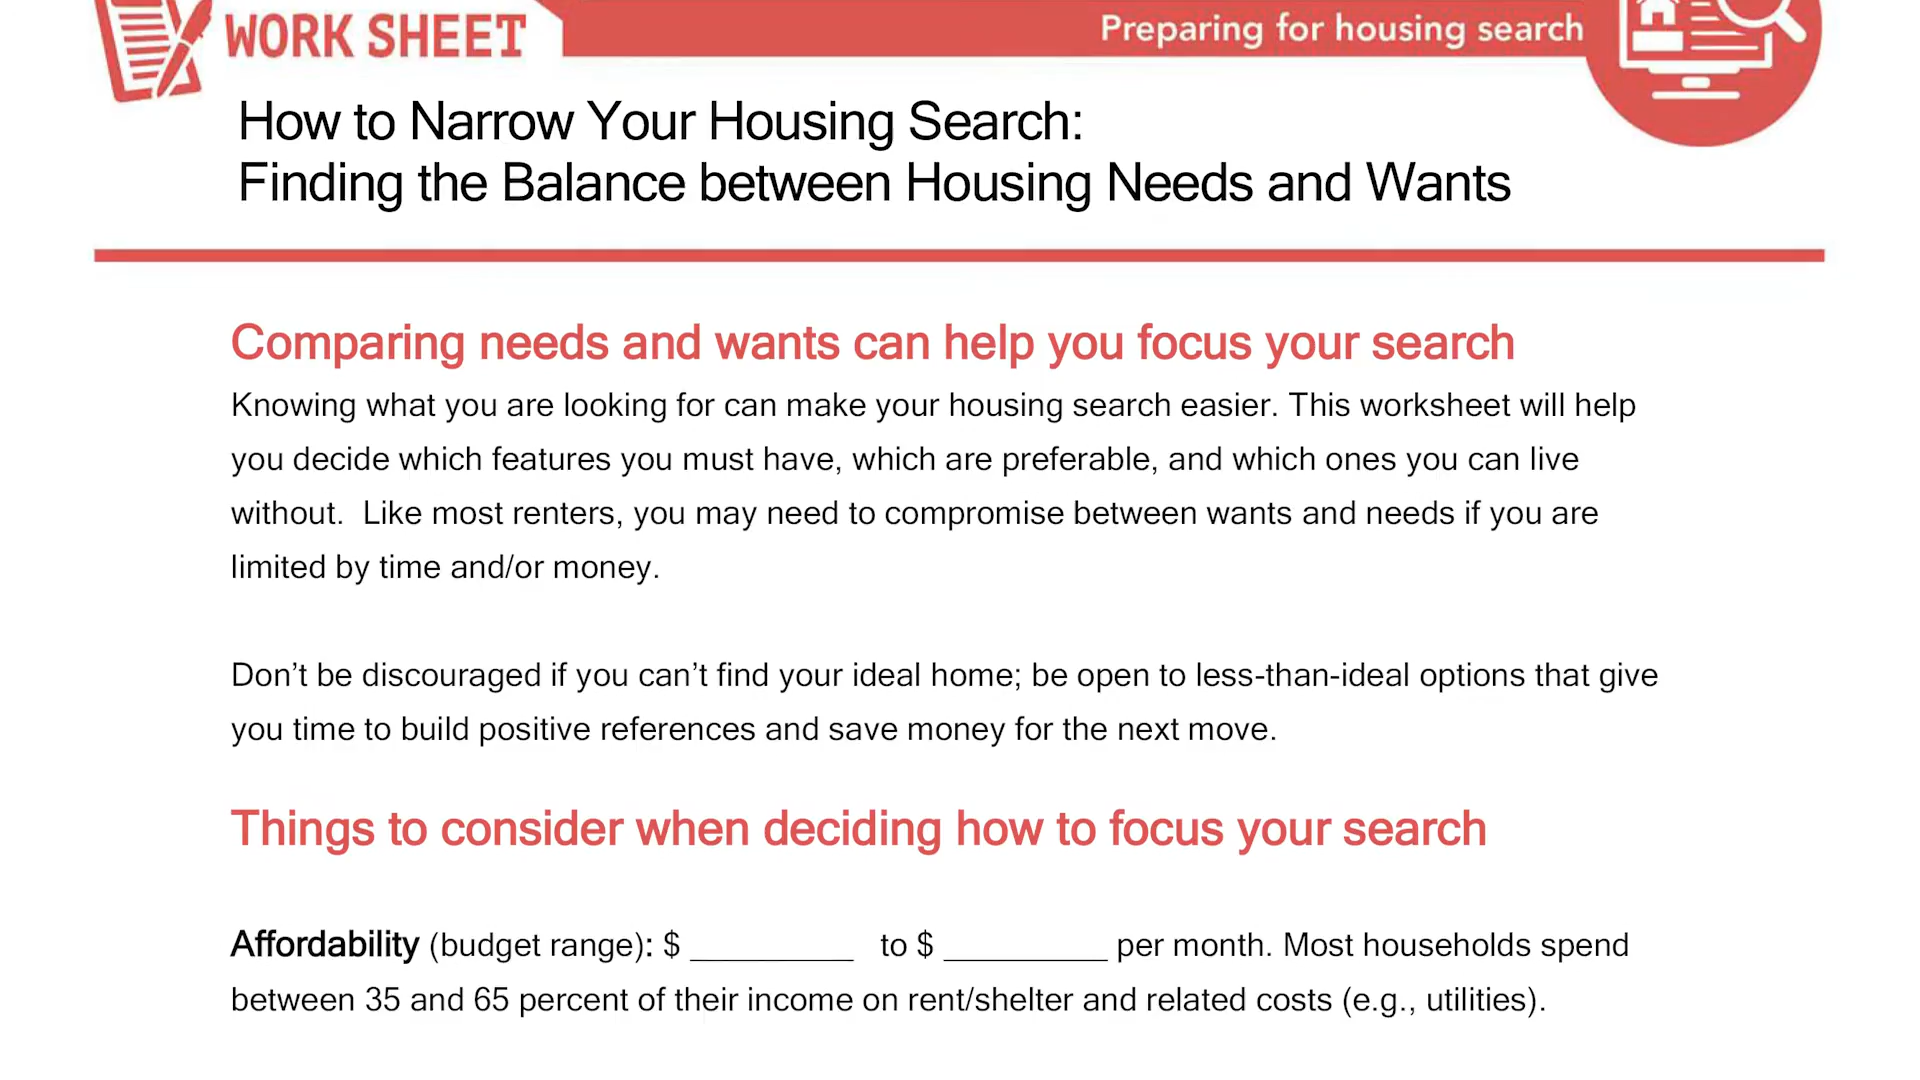 WORK SHEET
Preparing for housing search
How to Narrow Your Housing Search:
Finding the Balance between Housing Needs and Wants
Comparing needs and wants can help you focus your search
Knowing what you are looking for can make your housing search easier. This worksheet will help
you decide which features you must have, which are preferable, and which ones you can live
without.  Like most renters, you may need to compromise between wants and needs if you are
limited by time and/or money.
Don’t be discouraged if you can’t find your ideal home; be open to less-than-ideal options that give
you time to build positive references and save money for the next move.
Things to consider when deciding how to focus your search
Affordability (budget range): $ _________ to $ _________ per month. Most households spend
between 35 and 65 percent of their income on rent/shelter and related costs (e.g., utilities).